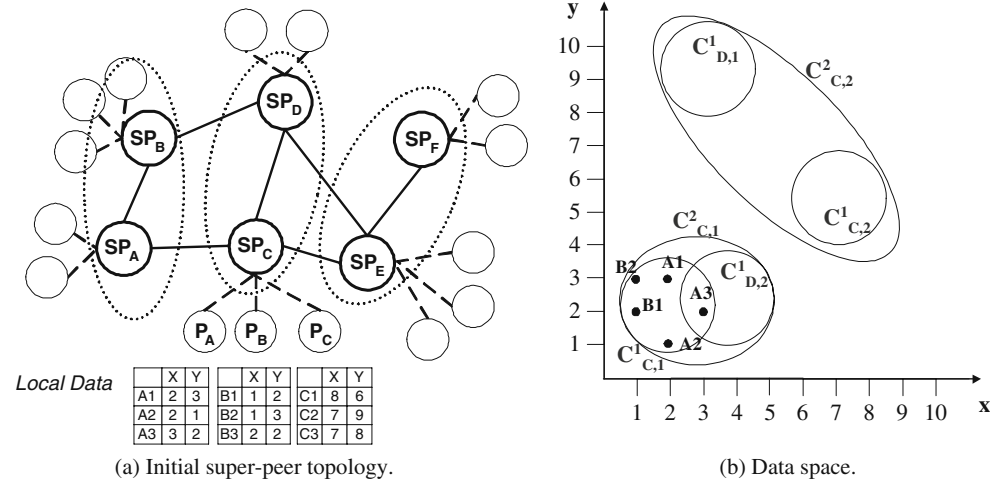 SP_B
SP_D
SP_F
SP_A
SP_C
SP_E
P_A
P_B
P_C
Local Data
X Y
A1 2 3
A2 2 1
A3 3 2
X Y
B1 1 2
B2 1 3
B3 2 2
X Y
C1 8 6
C2 7 9
C3 7 8
(a) Initial super-peer topology.
y
10
9
8
7
6
5
4
3
2
1
C^1_D,1
C^2_C,2
C^1_C,2
C^2_C,1
B2 A1
C^1_D,2
A3
B1
A2
C^1_C,1
1 2 3 4 5 6 7 8 9 10
x
(b) Data space.